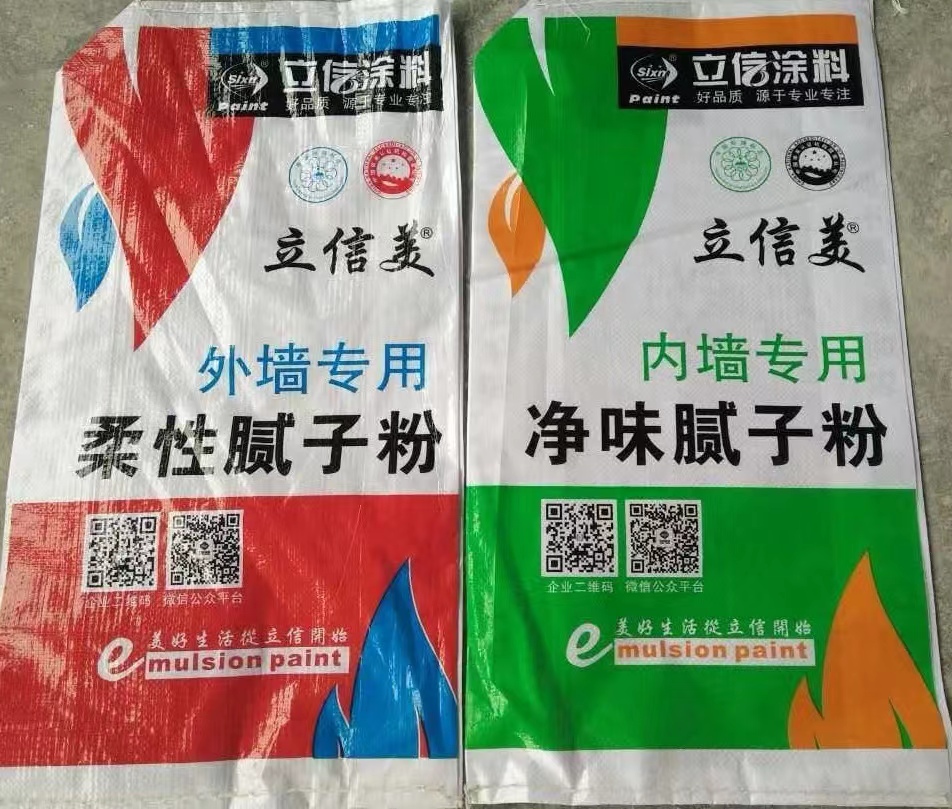 Sixn
Paint
立信涂料
好品质 源于专业专注
立信美®
外墙专用
柔性腻子粉
企业二维码 微信公众平台
美好生活從立信開始
emulsion paint
Sixn
Paint
立信涂料
好品质 源于专业专注
立信美®
内墙专用
净味腻子粉
企业二维码 微信公众平台
美好生活從立信開始
emulsion paint